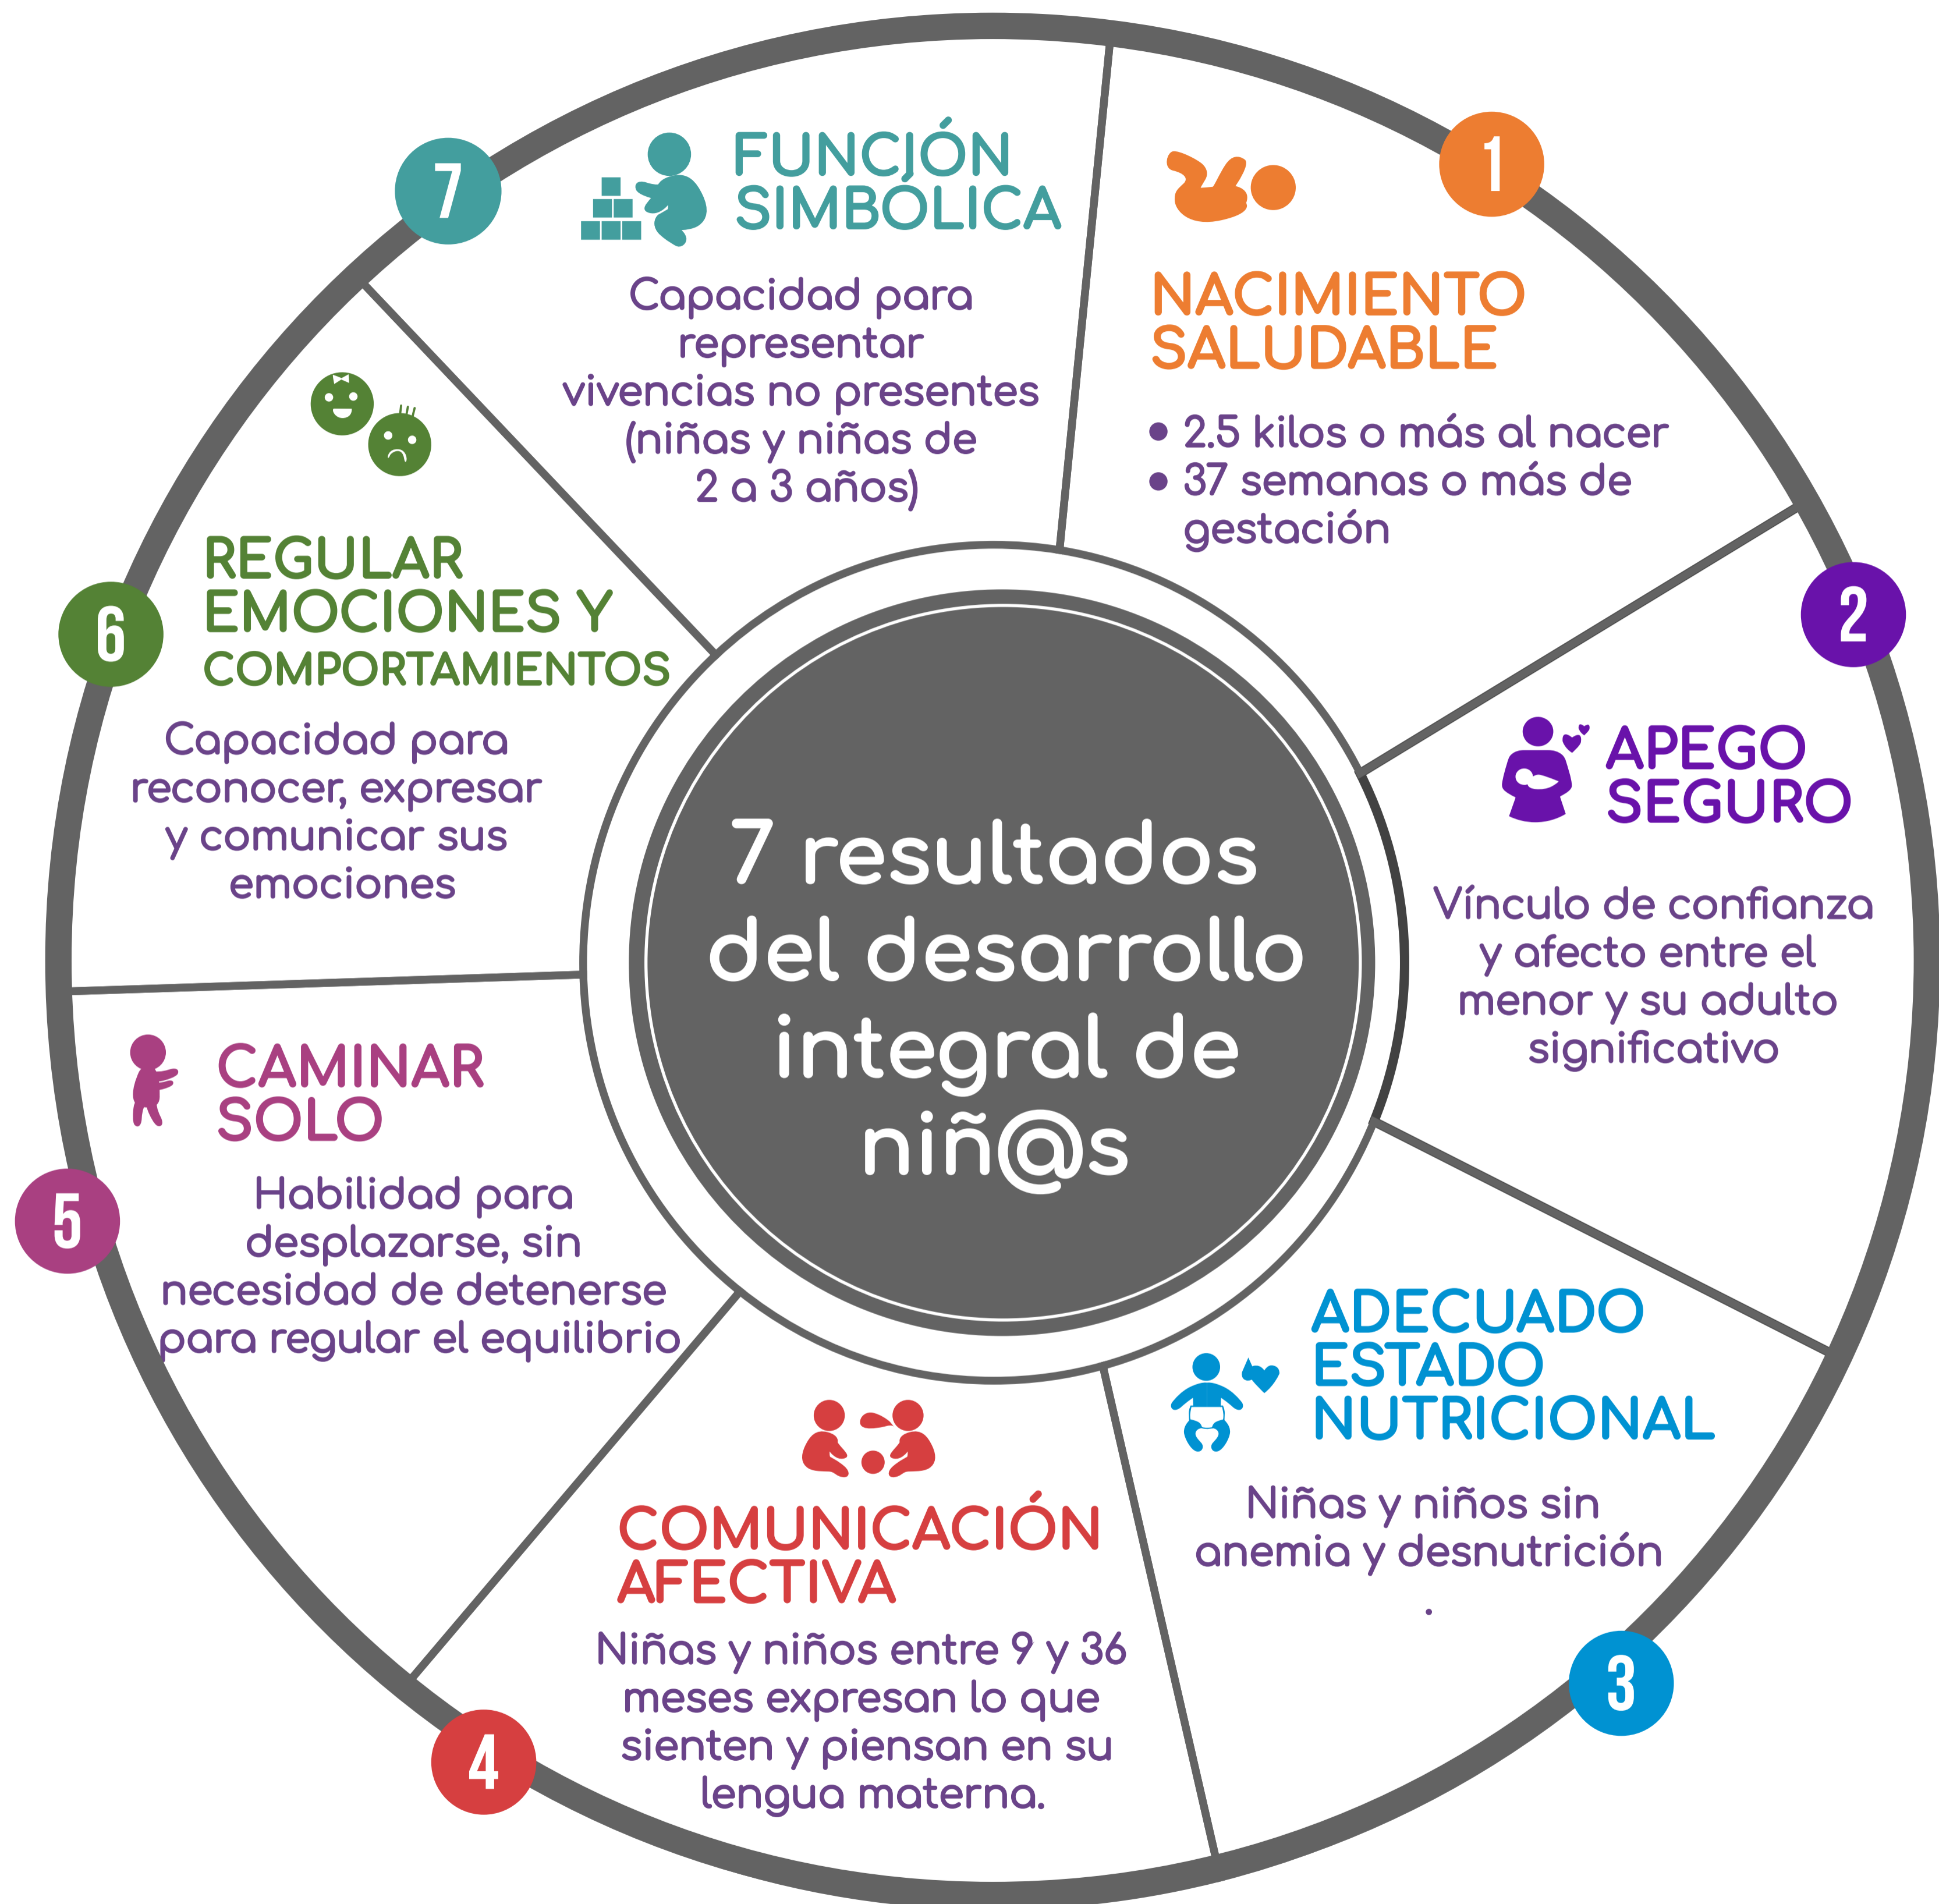 7 resultados
del desarrollo
integral de
niñ@s
1
NACIMIENTO
SALUDABLE
• 2.5 kilos o más al nacer
• 37 semanas o más de
gestación
2
APEGO
SEGURO
Vínculo de confianza
y afecto entre el
menor y su adulto
significativo
3
ADECUADO
ESTADO
NUTRICIONAL
Niñas y niños sin
anemia y desnutrición
.
4
COMUNICACIÓN
AFECTIVA
Niñas y niños entre 9 y 36
meses expresan lo que
sienten y piensan en su
lengua materna.
5
CAMINAR
SOLO
Habilidad para
desplazarse, sin
necesidad de detenerse
para regular el equilibrio
6
REGULAR
EMOCIONES Y
COMPORTAMIENTOS
Capacidad para
reconocer, expresar
y comunicar sus
emociones
7
FUNCIÓN
SIMBÓLICA
Capacidad para
representar
vivencias no presentes
(niñas y niñas de
2 a 3 años)